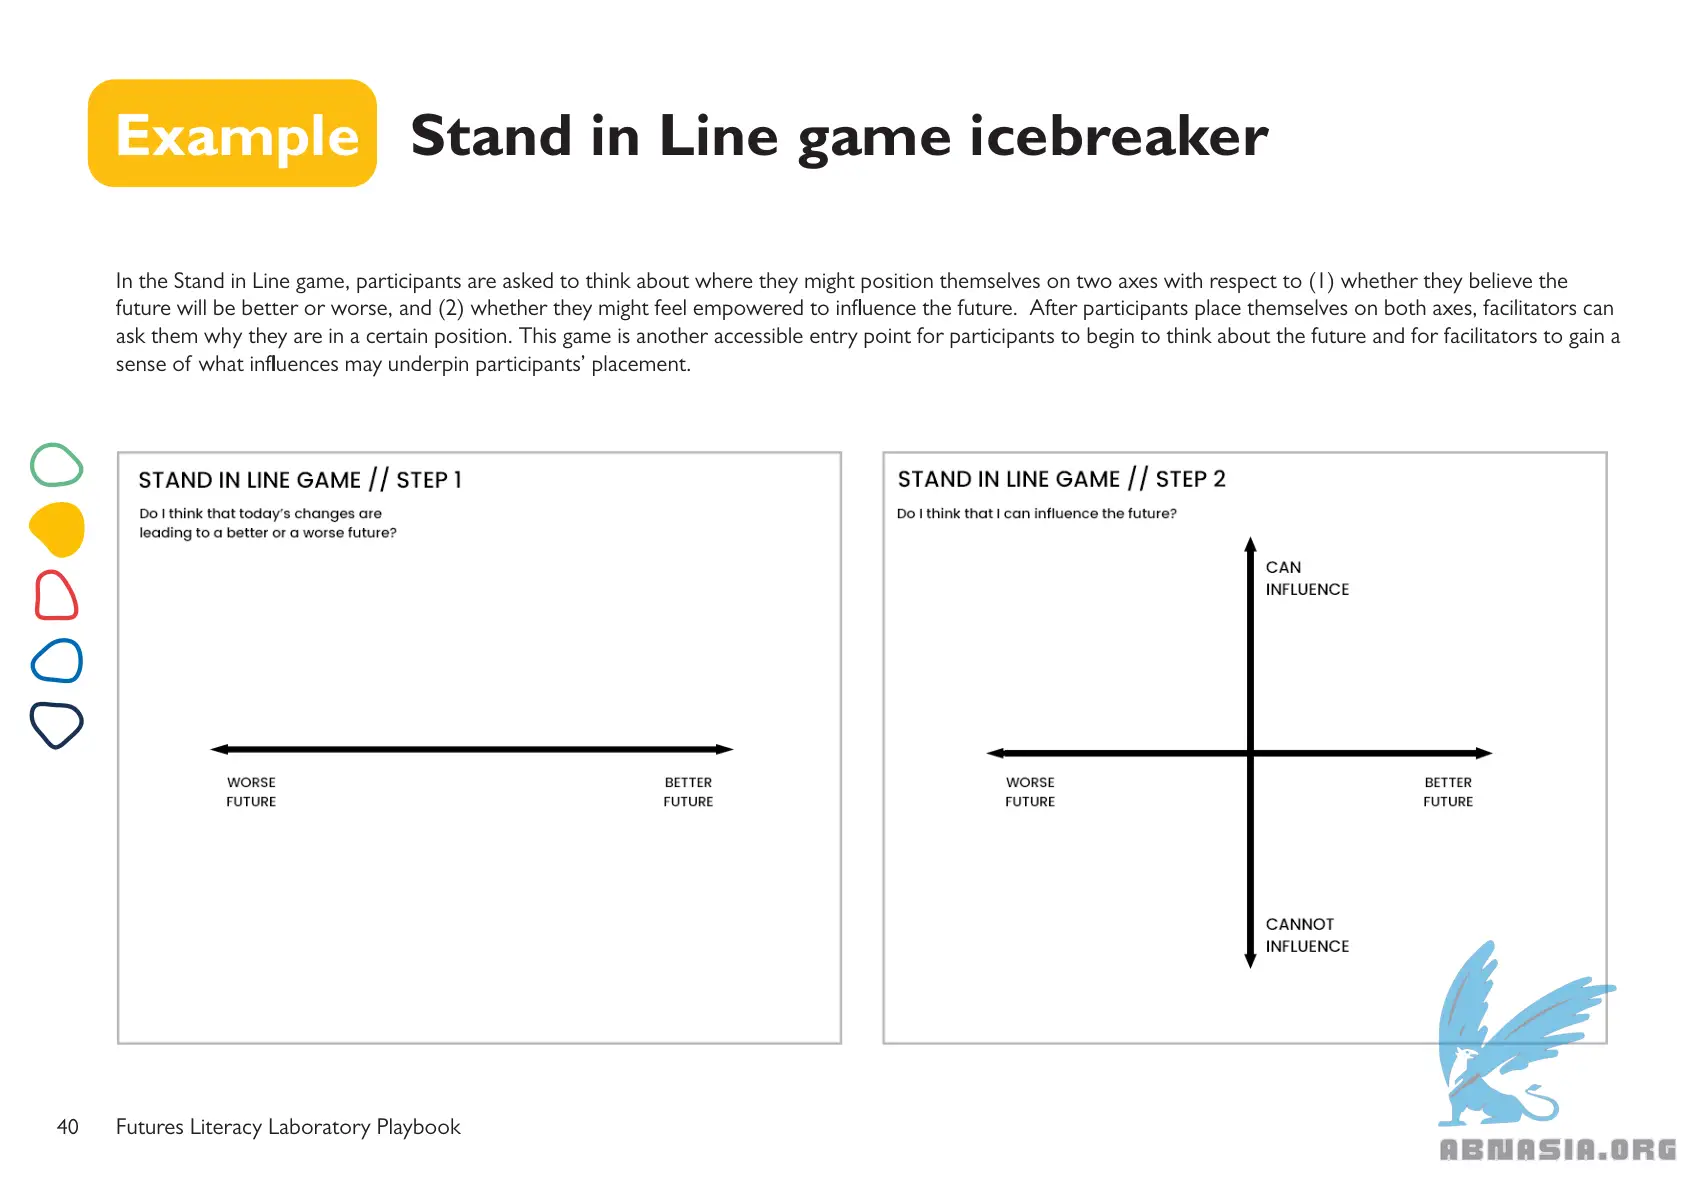 Example Stand in Line game icebreaker
In the Stand in Line game, participants are asked to think about where they might position themselves on two axes with respect to (1) whether they believe the
future will be better or worse, and (2) whether they might feel empowered to influence the future.  After participants place themselves on both axes, facilitators can
ask them why they are in a certain position. This game is another accessible entry point for participants to begin to think about the future and for facilitators to gain a
sense of what influences may underpin participants’ placement.
STAND IN LINE GAME // STEP 1
Do I think that today’s changes are
leading to a better or a worse future?
WORSE
FUTURE
BETTER
FUTURE
STAND IN LINE GAME // STEP 2
Do I think that I can influence the future?
CAN
INFLUENCE
WORSE
FUTURE
BETTER
FUTURE
CANNOT
INFLUENCE
40 Futures Literacy Laboratory Playbook
ABNASIA.ORG